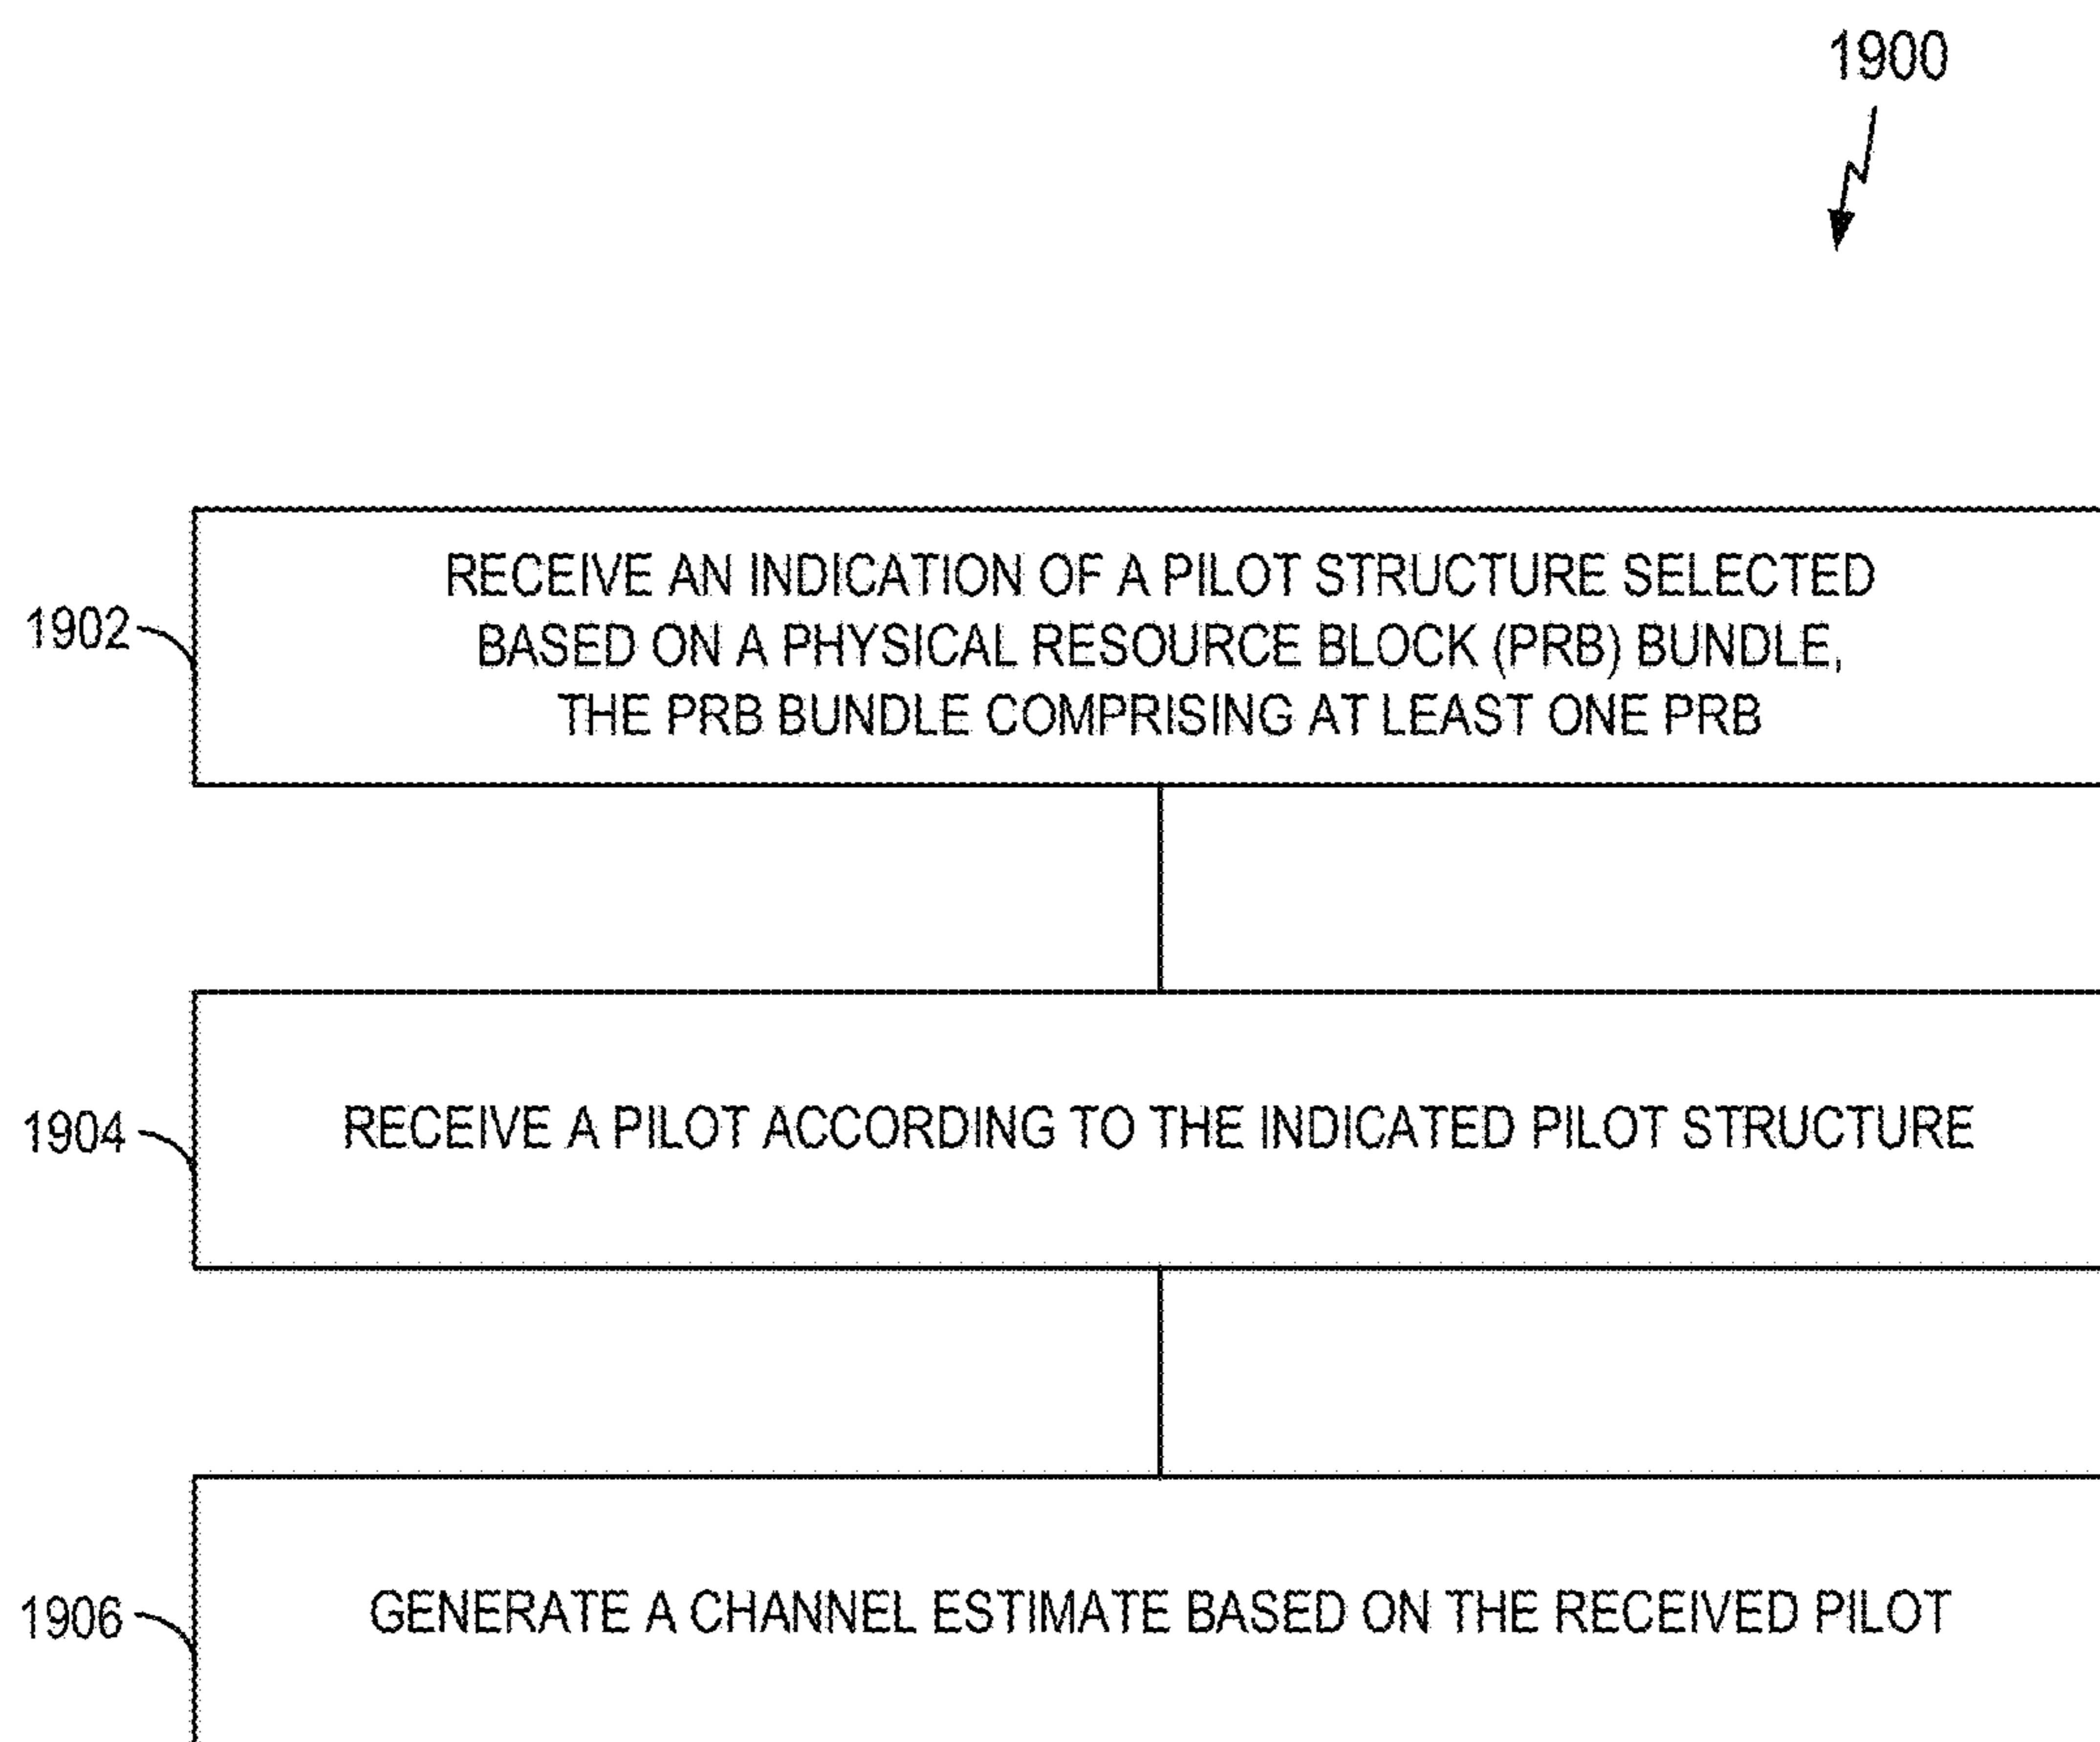 1900
1902
RECEIVE AN INDICATION OF A PILOT STRUCTURE SELECTED
BASED ON A PHYSICAL RESOURCE BLOCK (PRB) BUNDLE,
THE PRB BUNDLE COMPRISING AT LEAST ONE PRB
1904
RECEIVE A PILOT ACCORDING TO THE INDICATED PILOT STRUCTURE
1906
GENERATE A CHANNEL ESTIMATE BASED ON THE RECEIVED PILOT